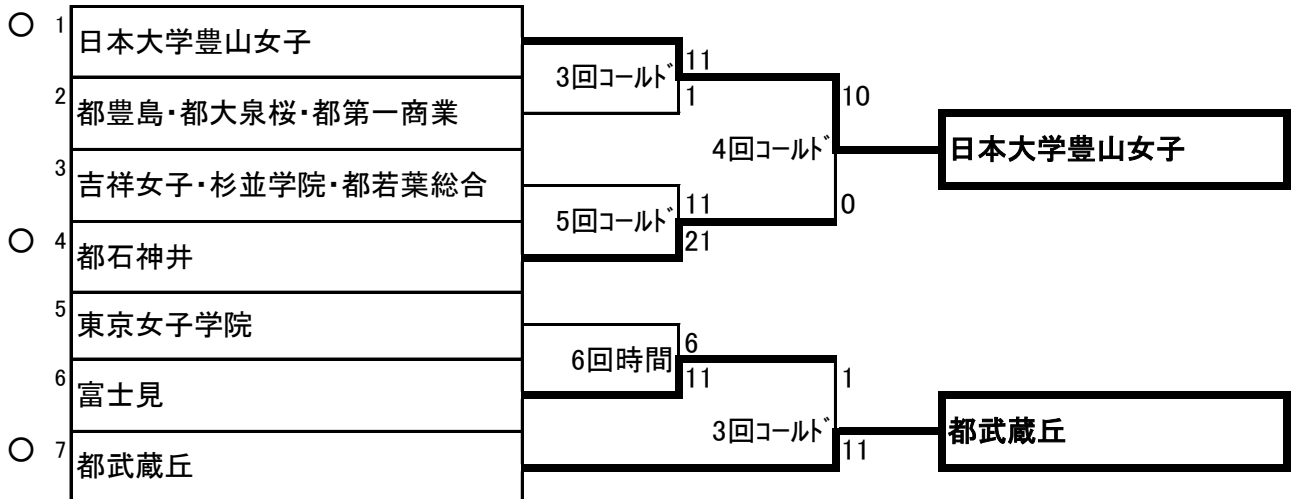 ○ 1 日本大学豊山女子
2 都豊島・都大泉桜・都第一商業
3 吉祥女子・杉並学院・都若葉総合
○ 4 都石神井
5 東京女子学院
6 富士見
○ 7 都武蔵丘
3回コールド
11
1
5回コールド
11
21
6回時間
6
11
4回コールド
10
0
3回コールド
1
11
日本大学豊山女子
都武蔵丘